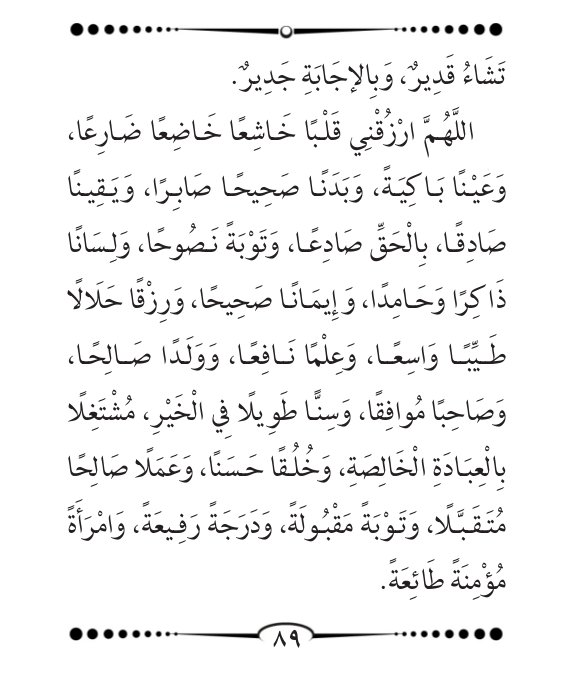 تَشَاءُ قَدِيرٌ، وَبِالإجَابَةِ جَدِيرٌ.
اللَّهُمَّ ارْزُقْنِي قَلْبًا خَاشِعًا خَاضِعًا ضَارِعًا،
وَعَيْنًا بَاكِيَةً، وَبَدَنًا صَحِيحًا صَابِرًا، وَيَقِينًا
صَادِقًا، بِالْحَقِّ صَادِعًا، وَتَوْبَةً نَصُوحًا، وَلِسَانًا
ذَاكِرًا وَحَامِدًا، وَإِيمَانًا صَحِيحًا، وَرِزْقًا حَلَالًا
طَيِّبًا وَاسِعًا، وَعِلْمًا نَافِعًا، وَوَلَدًا صَالِحًا،
وَصَاحِبًا مُوافِقًا، وَسِنًّا طَوِيلًا فِي الْخَيْرِ، مُشْتَغِلًا
بِالْعِبَادَةِ الْخَالِصَةِ، وَخُلُقًا حَسَنًا، وَعَمَلًا صَالِحًا
مُتَقَبَّلًا، وَتَوْبَةً مَقْبُولَةً، وَدَرَجَةً رَفِيعَةً، وَامْرَأَةً
مُؤْمِنَةً طَائِعَةً.
٨٩